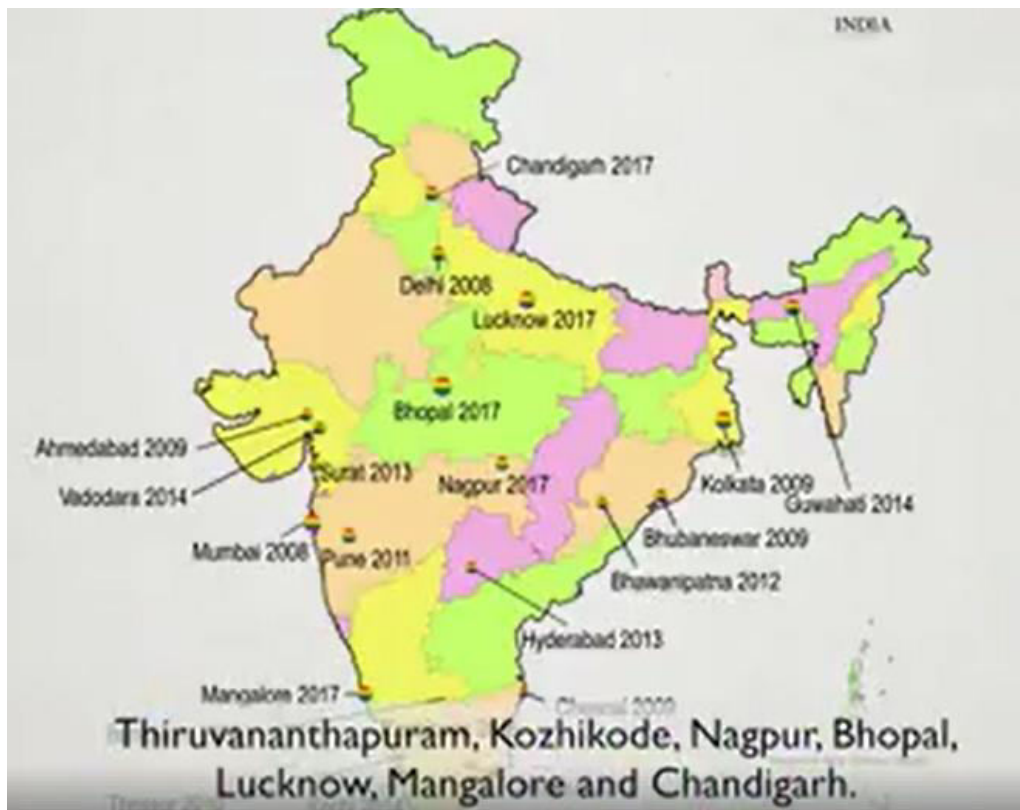 INDIA
Chandigarh 2017
Delhi 2008
Lucknow 2017
Bhopal 2017
Ahmedabad 2009
Surat 2013
Nagpur 2017
Vadodara 2014
Kolkata 2009
Guwahati 2014
Mumbai 2008
Pune 2011
Bhubaneswar 2009
Bhawanipatna 2012
Hyderabad 2013
Mangalore 2017
Chennai 2009
Thiruvananthapuram, Kozhikode, Nagpur, Bhopal,
Lucknow, Mangalore and Chandigarh.